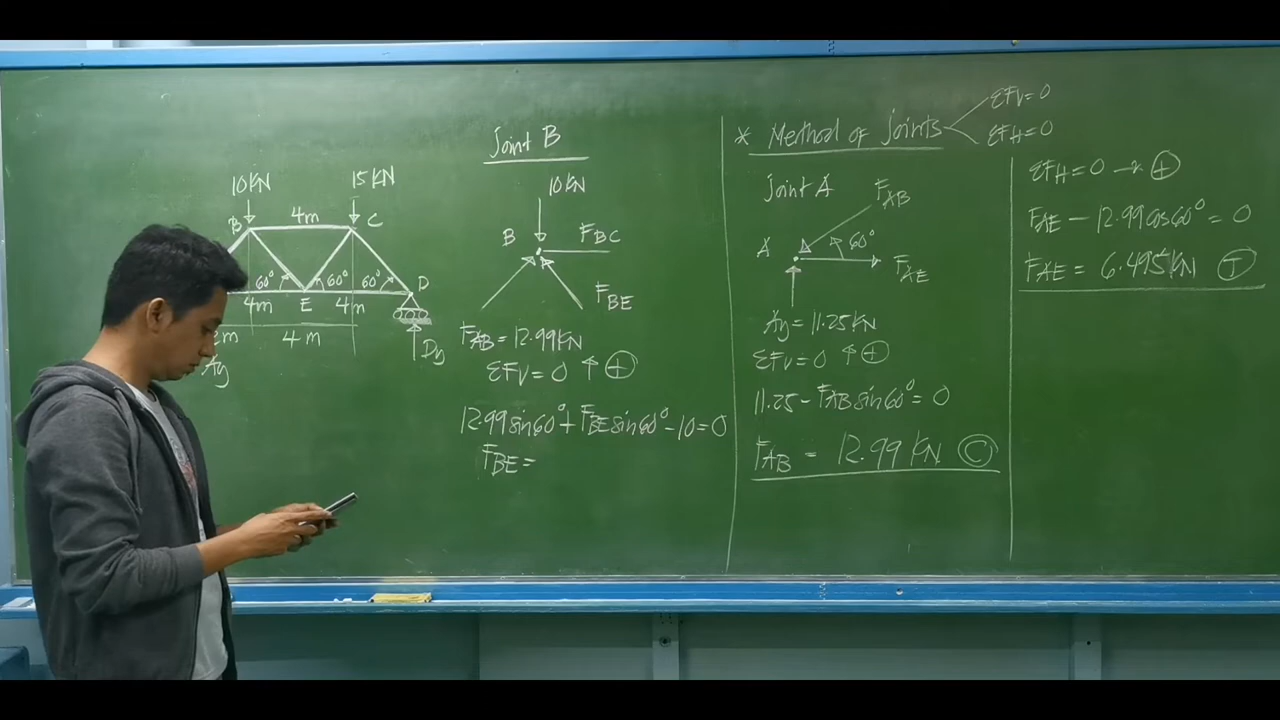 10KN 15KN
B 4m C
60° 60° 60° D
4m E 4m
2m 4m
Ay Dy
Joint B
10KN
B FBC
FBE
FAB = 12.99KN
ΣFV = 0 ↑ +
12.99 sin60° + FBE sin60° - 10 = 0
FBE =
* Method of Joints ΣFV = 0
ΣFH = 0
Joint A
FAB
A 60°
FAE
Ay = 11.25KN
ΣFV = 0 ↑ +
11.25 - FAB sin60° = 0
FAB = 12.99 KN C
ΣFH = 0 → +
FAE - 12.99 cos60° = 0
FAE = 6.495KN T